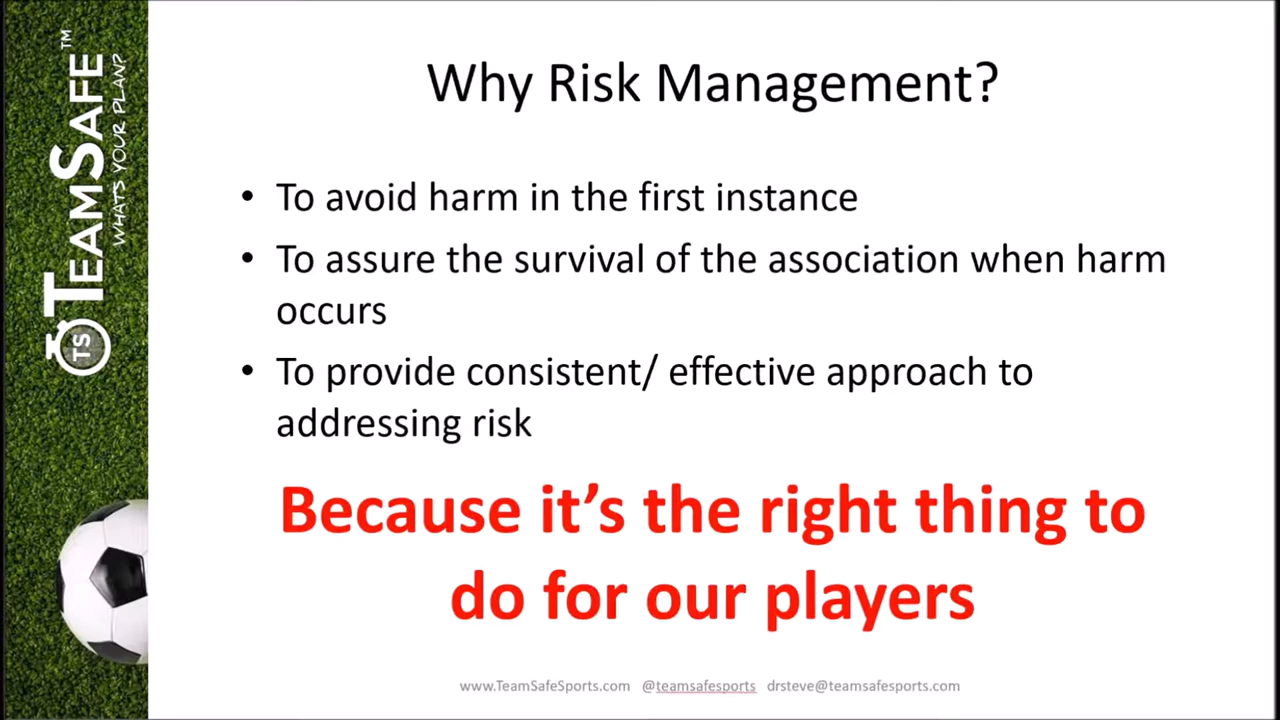 TEAMSAFE™
WHATS YOUR PLAN?
TS
Why Risk Management?
• To avoid harm in the first instance
• To assure the survival of the association when harm
occurs
• To provide consistent/ effective approach to
addressing risk
Because it’s the right thing to
do for our players
www.TeamSafeSports.com @teamsafesports drsteve@teamsafesports.com